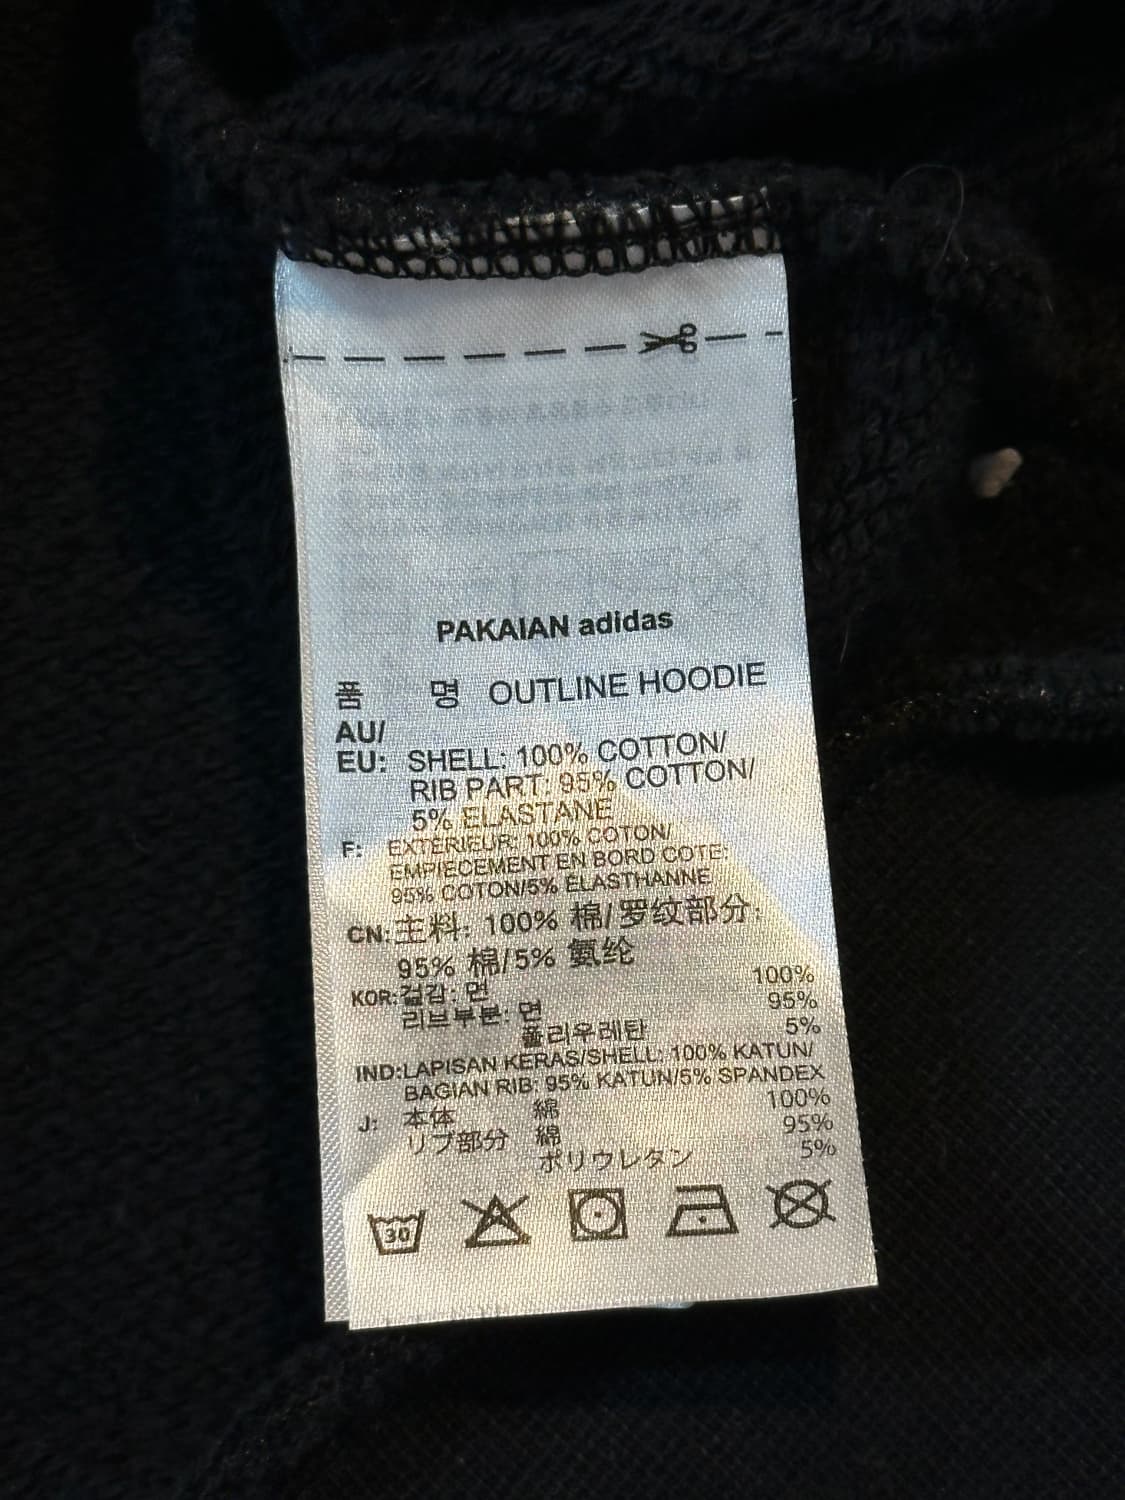 PAKAIAN adidas
품 명 OUTLINE HOODIE
AU/
EU: SHELL: 100% COTTON/
RIB PART: 95% COTTON/
5% ELASTANE
F: EXTERIEUR: 100% COTON/
EMPIECEMENT EN BORD COTE:
95% COTON/5% ELASTHANNE
CN: 主料: 100% 棉/罗纹部分:
95% 棉/5% 氨纶
KOR: 겉감: 면 100%
리브부분: 면 95%
폴리우레탄 5%
IND: LAPISAN KERAS/SHELL: 100% KATUN/
BAGIAN RIB: 95% KATUN/5% SPANDEX
J: 本体 綿 100%
リブ部分 綿 95%
ポリウレタン 5%
30